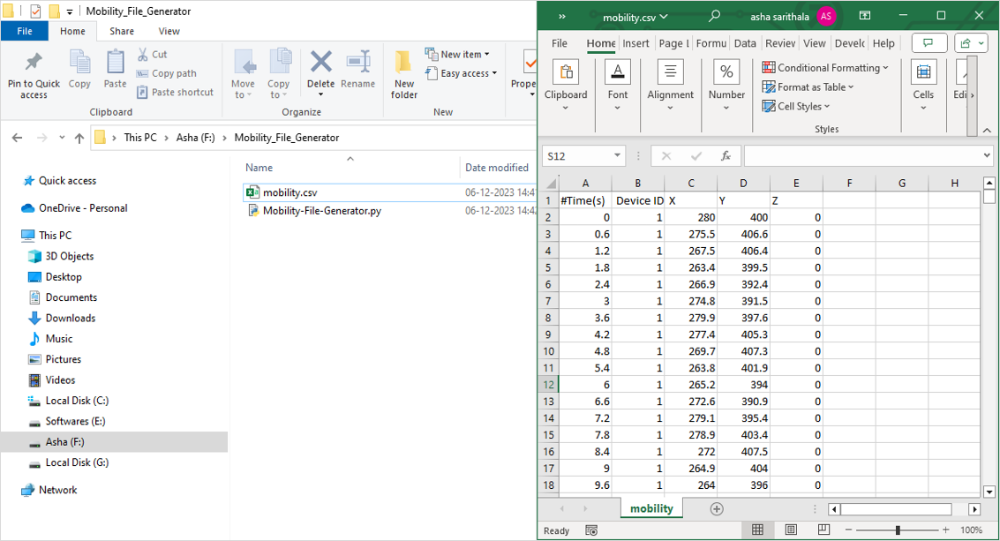 Mobility_File_Generator
File Home Share View
Pin to Quick access
Copy
Paste
Cut
Copy path
Paste shortcut
Clipboard
Move to
Copy to
Delete
Rename
Organize
New folder
New item
Easy access
New
Prope
This PC > Asha (F:) > Mobility_File_Generator
Quick access
OneDrive - Personal
This PC
3D Objects
Desktop
Documents
Downloads
Music
Pictures
Videos
Local Disk (C:)
Softwares (E:)
Asha (F:)
Local Disk (G:)
Network
Name Date modified
mobility.csv 06-12-2023 14:41
Mobility-File-Generator.py 06-12-2023 14:42
mobility.csv asha sarithala AS
File Home Insert Page L Formu Data Review View Develo Help
Clipboard
Font
Alignment
Number
Conditional Formatting
Format as Table
Cell Styles
Styles
Cells
Edi
S12 fx
A B C D E F G H
1 #Time(s) Device ID X Y Z
2 0 1 280 400 0
3 0.6 1 275.5 406.6 0
4 1.2 1 267.5 406.4 0
5 1.8 1 263.4 399.5 0
6 2.4 1 266.9 392.4 0
7 3 1 274.8 391.5 0
8 3.6 1 279.9 397.6 0
9 4.2 1 277.4 405.3 0
10 4.8 1 269.7 407.3 0
11 5.4 1 263.8 401.9 0
12 6 1 265.2 394 0
13 6.6 1 272.6 390.9 0
14 7.2 1 279.1 395.4 0
15 7.8 1 278.9 403.4 0
16 8.4 1 272 407.5 0
17 9 1 264.9 404 0
18 9.6 1 264 396 0
mobility
Ready 100%